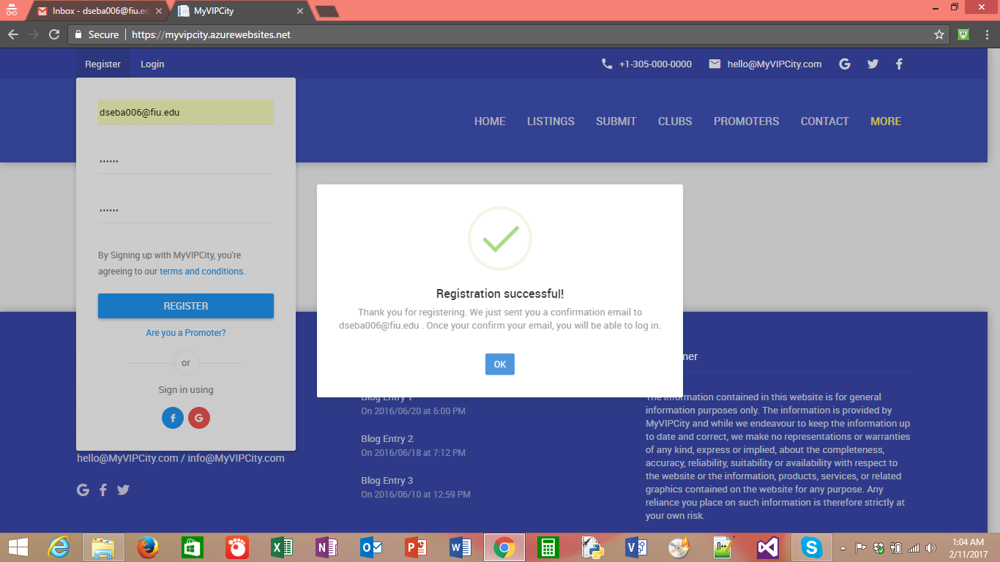 Inbox - dseba006@fiu.ed
MyVIPCity
Secure
https://myvipcity.azurewebsites.net
Register
Login
+1-305-000-0000
hello@MyVIPCity.com
HOME
LISTINGS
SUBMIT
CLUBS
PROMOTERS
CONTACT
MORE
dseba006@fiu.edu
······
······
By Signing up with MyVIPCity, you're
agreeing to our terms and conditions.
REGISTER
Are you a Promoter?
or
Sign in using
Registration successful!
Thank you for registering. We just sent you a confirmation email to
dseba006@fiu.edu . Once your confirm your email, you will be able to log in.
OK
hello@MyVIPCity.com / info@MyVIPCity.com
Blog Entry 1
On 2016/06/20 at 6:00 PM
Blog Entry 2
On 2016/06/18 at 7:12 PM
Blog Entry 3
On 2016/06/10 at 12:59 PM
The information contained in this website is for general
information purposes only. The information is provided by
MyVIPCity and while we endeavour to keep the information up
to date and correct, we make no representations or warranties
of any kind, express or implied, about the completeness,
accuracy, reliability, suitability or availability with respect to
the website or the information, products, services, or related
graphics contained on the website for any purpose. Any
reliance you place on such information is therefore strictly at
your own risk.
1:04 AM
2/11/2017